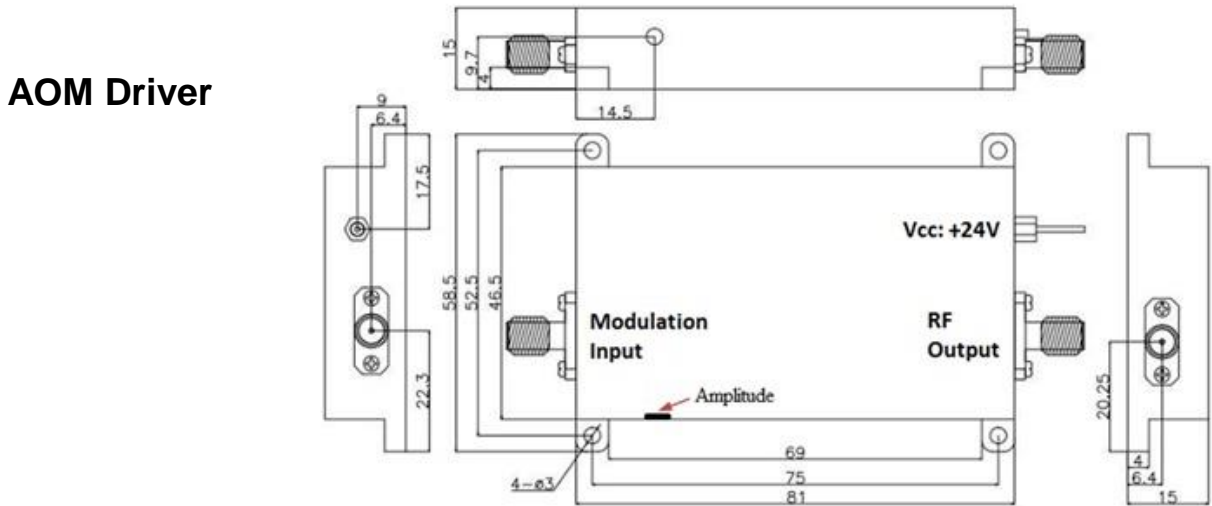 AOM Driver
15
9.7
4
14.5
9
6.4
17.5
22.3
58.5
52.5
46.5
Vcc: +24V
Modulation
Input
RF
Output
Amplitude
4-ø3
69
75
81
20.25
4
6.4
15